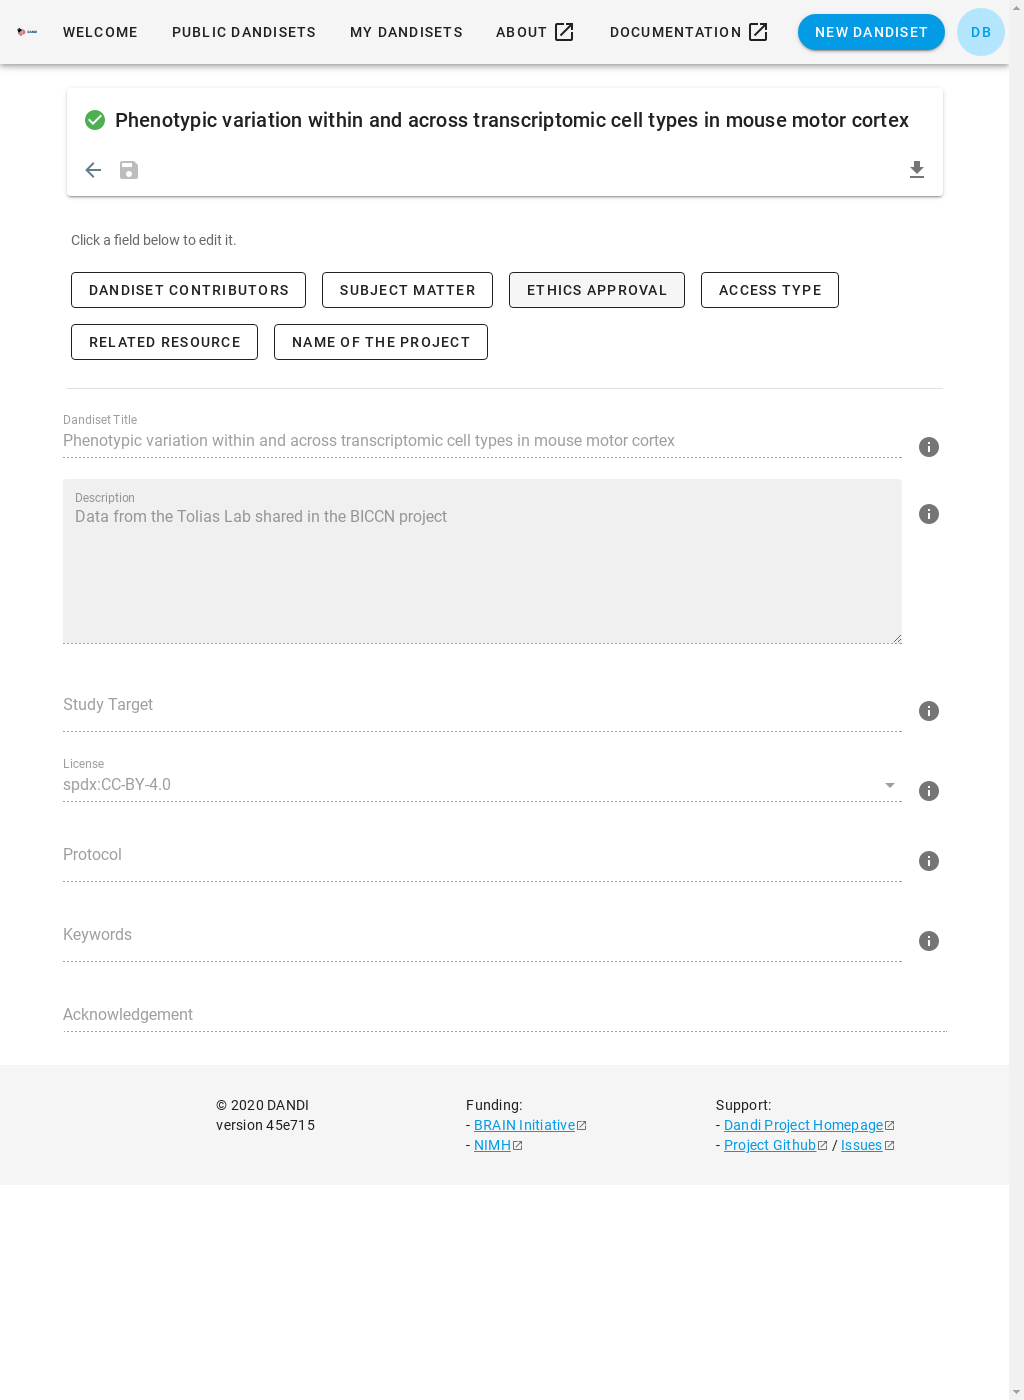 WELCOME PUBLIC DANDISETS MY DANDISETS ABOUT DOCUMENTATION NEW DANDISET DB
Phenotypic variation within and across transcriptomic cell types in mouse motor cortex
Click a field below to edit it.
DANDISET CONTRIBUTORS SUBJECT MATTER ETHICS APPROVAL ACCESS TYPE
RELATED RESOURCE NAME OF THE PROJECT
Dandiset Title
Phenotypic variation within and across transcriptomic cell types in mouse motor cortex
Description
Data from the Tolias Lab shared in the BICCN project
Study Target
License
spdx:CC-BY-4.0
Protocol
Keywords
Acknowledgement
© 2020 DANDI Funding: Support:
version 45e715 - BRAIN Initiative - Dandi Project Homepage
- NIMH - Project Github / Issues